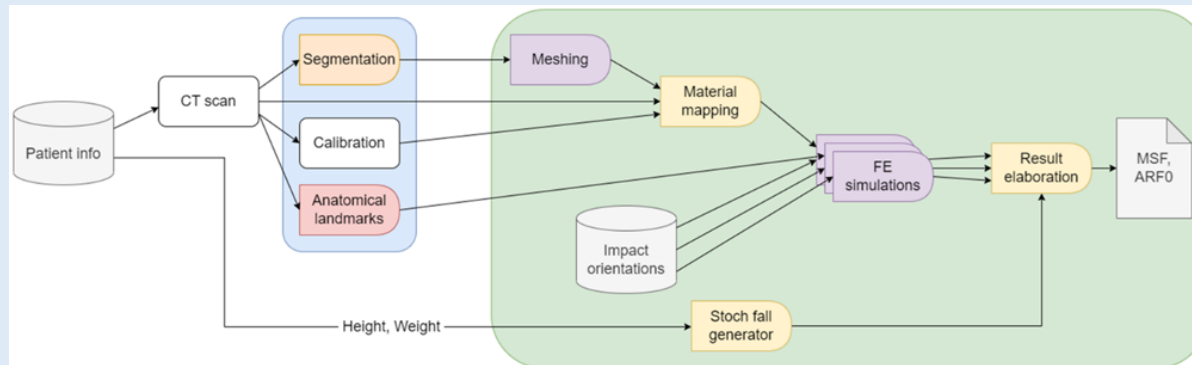 Patient info
CT scan
Segmentation
Calibration
Anatomical
landmarks
Meshing
Material
mapping
Impact
orientations
FE
simulations
Result
elaboration
MSF,
ARF0
Height, Weight
Stoch fall
generator